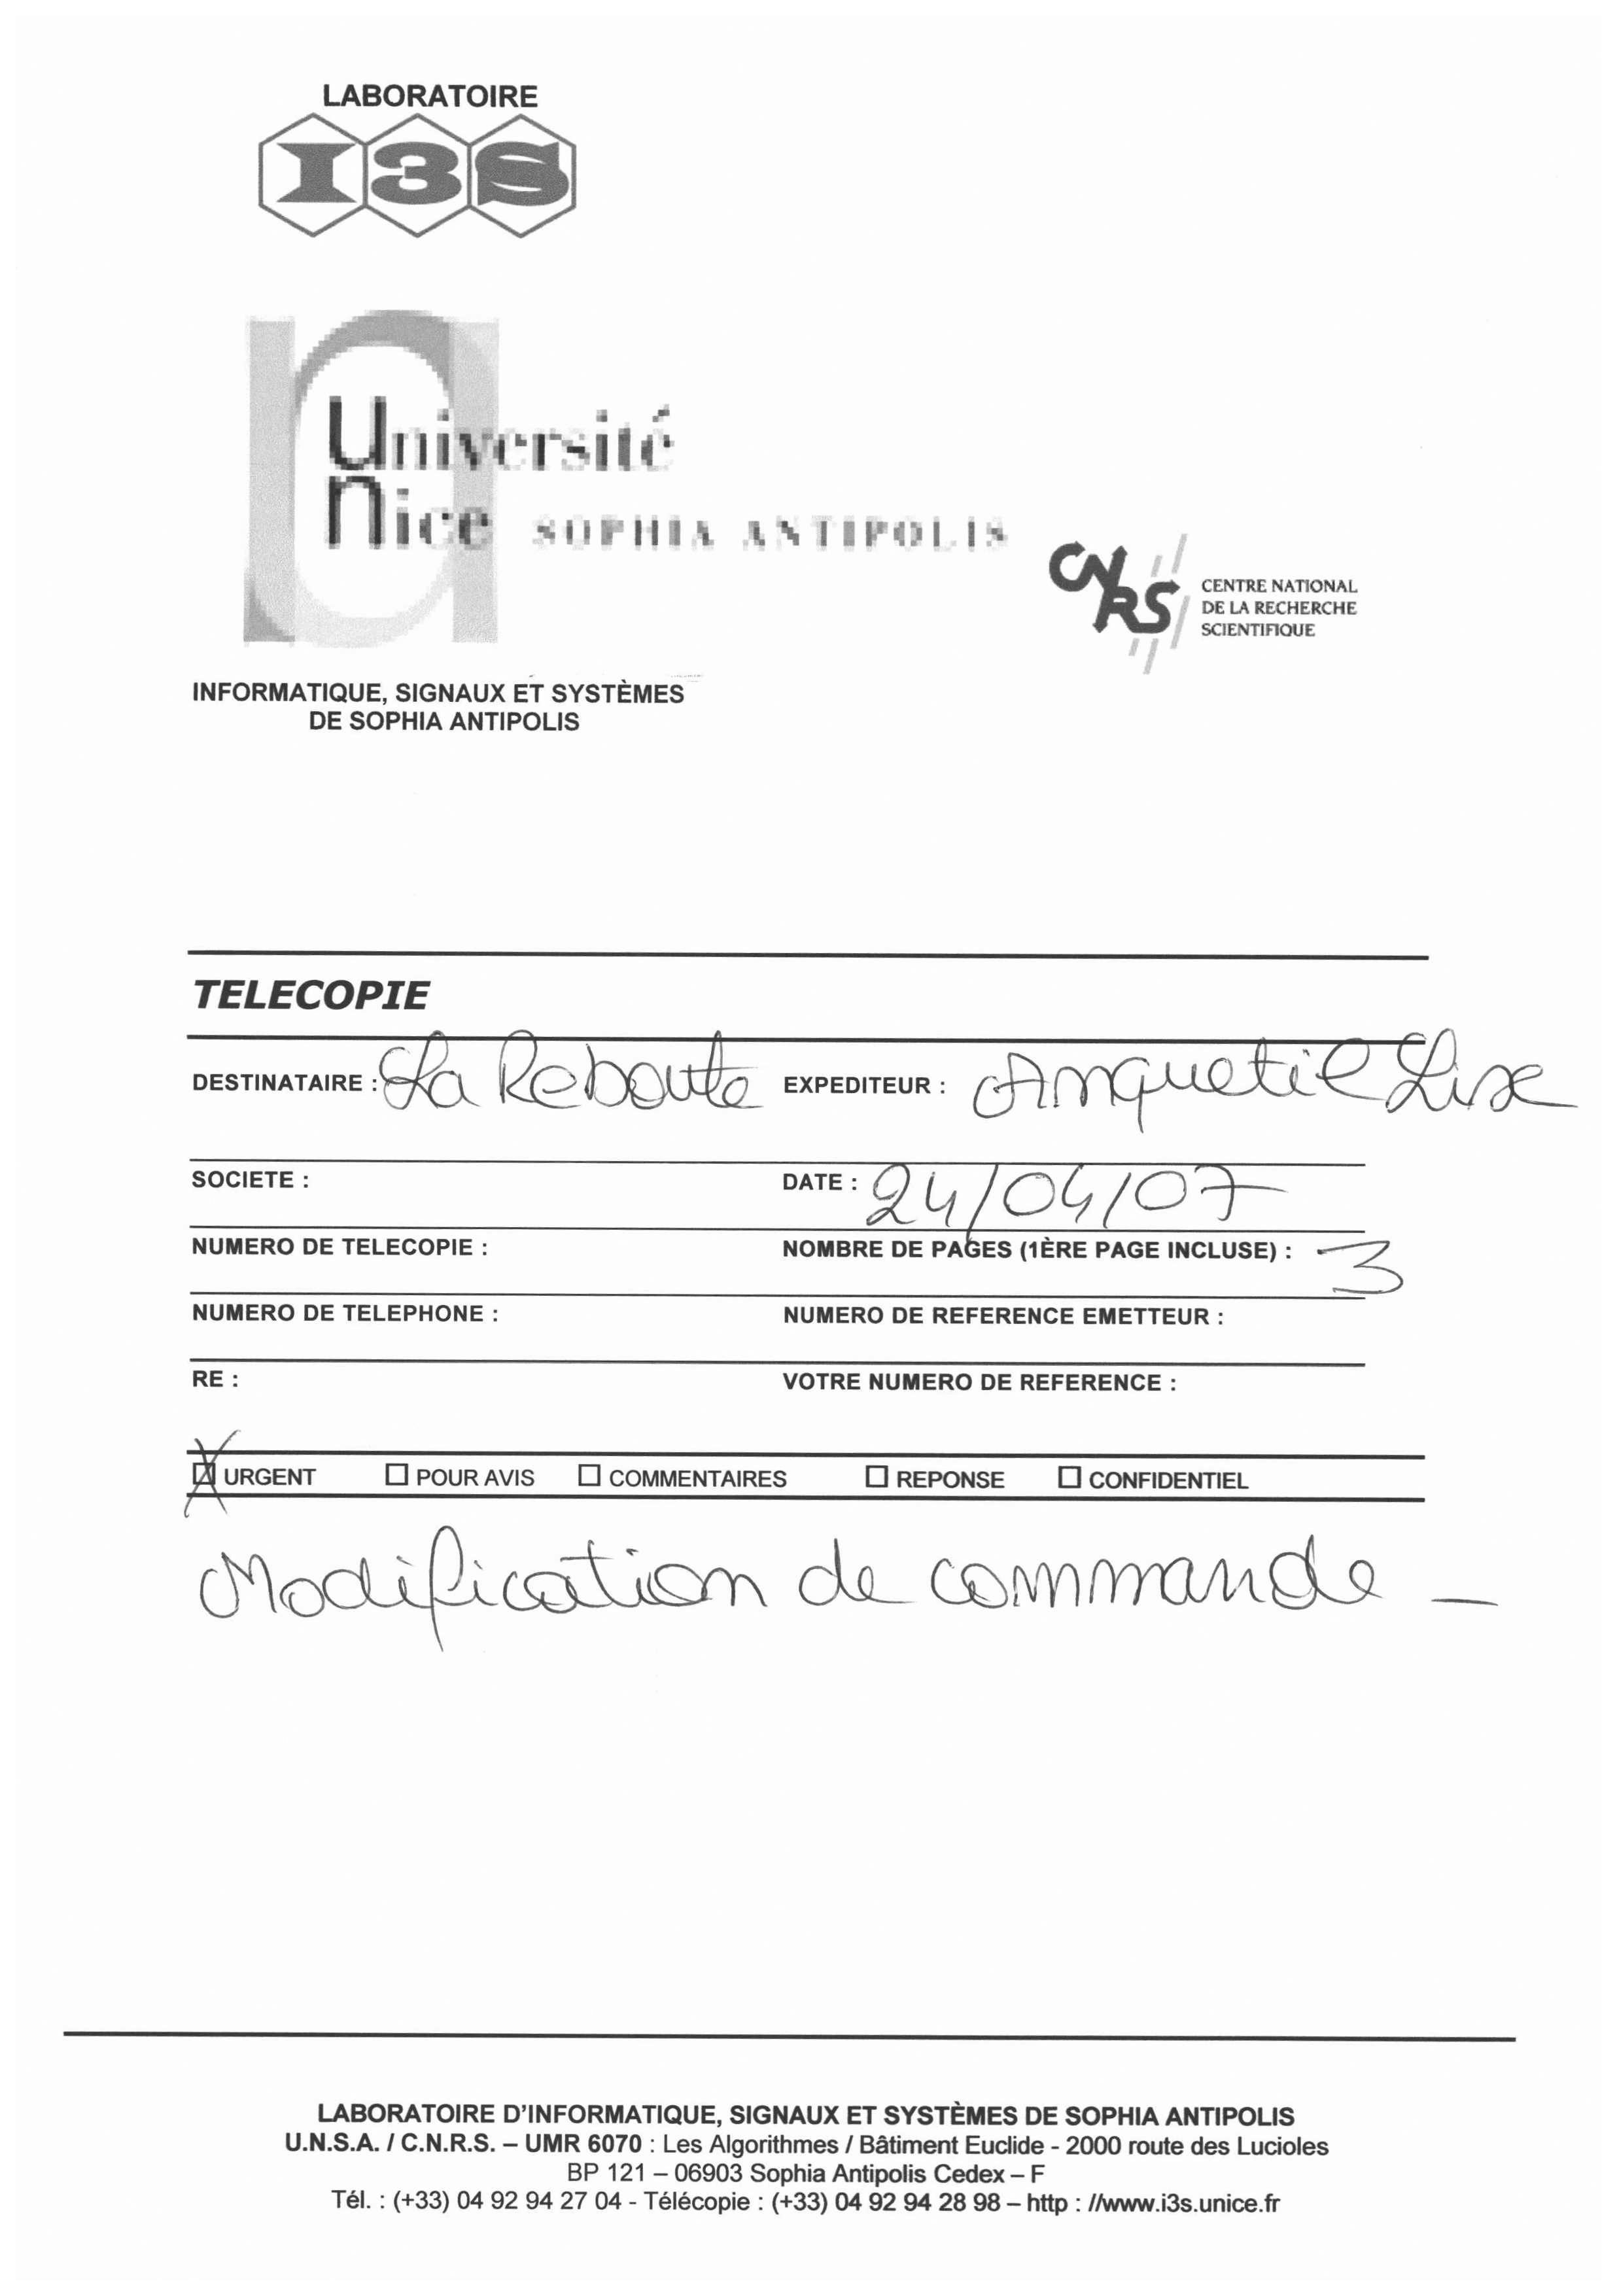 LABORATOIRE
I3S
Université
Nice SOPHIA ANTIPOLIS
CNRS
CENTRE NATIONAL
DE LA RECHERCHE
SCIENTIFIQUE
INFORMATIQUE, SIGNAUX ET SYSTÈMES
DE SOPHIA ANTIPOLIS
TELECOPIE
DESTINATAIRE : La Reboute EXPEDITEUR : Anquetil Lise
SOCIETE : DATE : 24/04/07
NUMERO DE TELECOPIE : NOMBRE DE PAGES (1ÈRE PAGE INCLUSE) : 3
NUMERO DE TELEPHONE : NUMERO DE REFERENCE EMETTEUR :
RE : VOTRE NUMERO DE REFERENCE :
URGENT POUR AVIS COMMENTAIRES REPONSE CONFIDENTIEL
Modification de commande -
LABORATOIRE D'INFORMATIQUE, SIGNAUX ET SYSTÈMES DE SOPHIA ANTIPOLIS
U.N.S.A. / C.N.R.S. – UMR 6070 : Les Algorithmes / Bâtiment Euclide - 2000 route des Lucioles
BP 121 – 06903 Sophia Antipolis Cedex – F
Tél. : (+33) 04 92 94 27 04 - Télécopie : (+33) 04 92 94 28 98 – http : //www.i3s.unice.fr